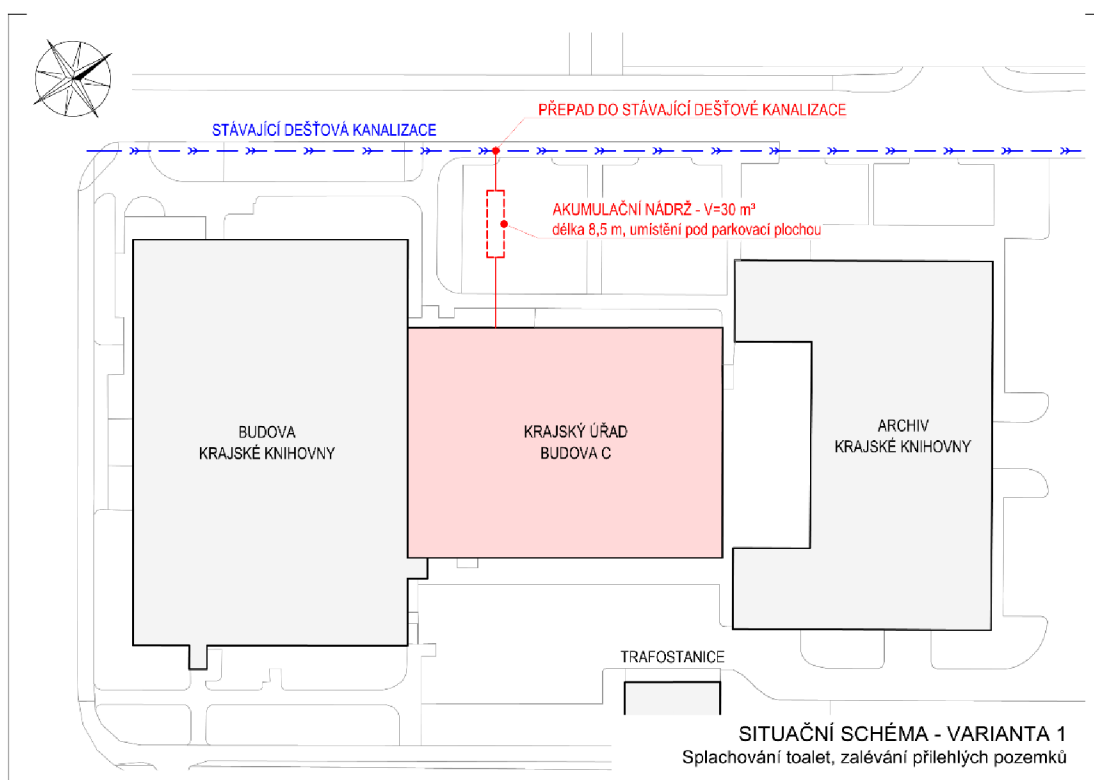 PŘEPAD DO STÁVAJÍCÍ DEŠŤOVÉ KANALIZACE
STÁVAJÍCÍ DEŠŤOVÁ KANALIZACE
AKUMULAČNÍ NÁDRŽ - V=30 m³
délka 8,5 m, umístění pod parkovací plochou
BUDOVA
KRAJSKÉ KNIHOVNY
KRAJSKÝ ÚŘAD
BUDOVA C
ARCHIV
KRAJSKÉ KNIHOVNY
TRAFOSTANICE
SITUAČNÍ SCHÉMA - VARIANTA 1
Splachování toalet, zalévání přilehlých pozemků